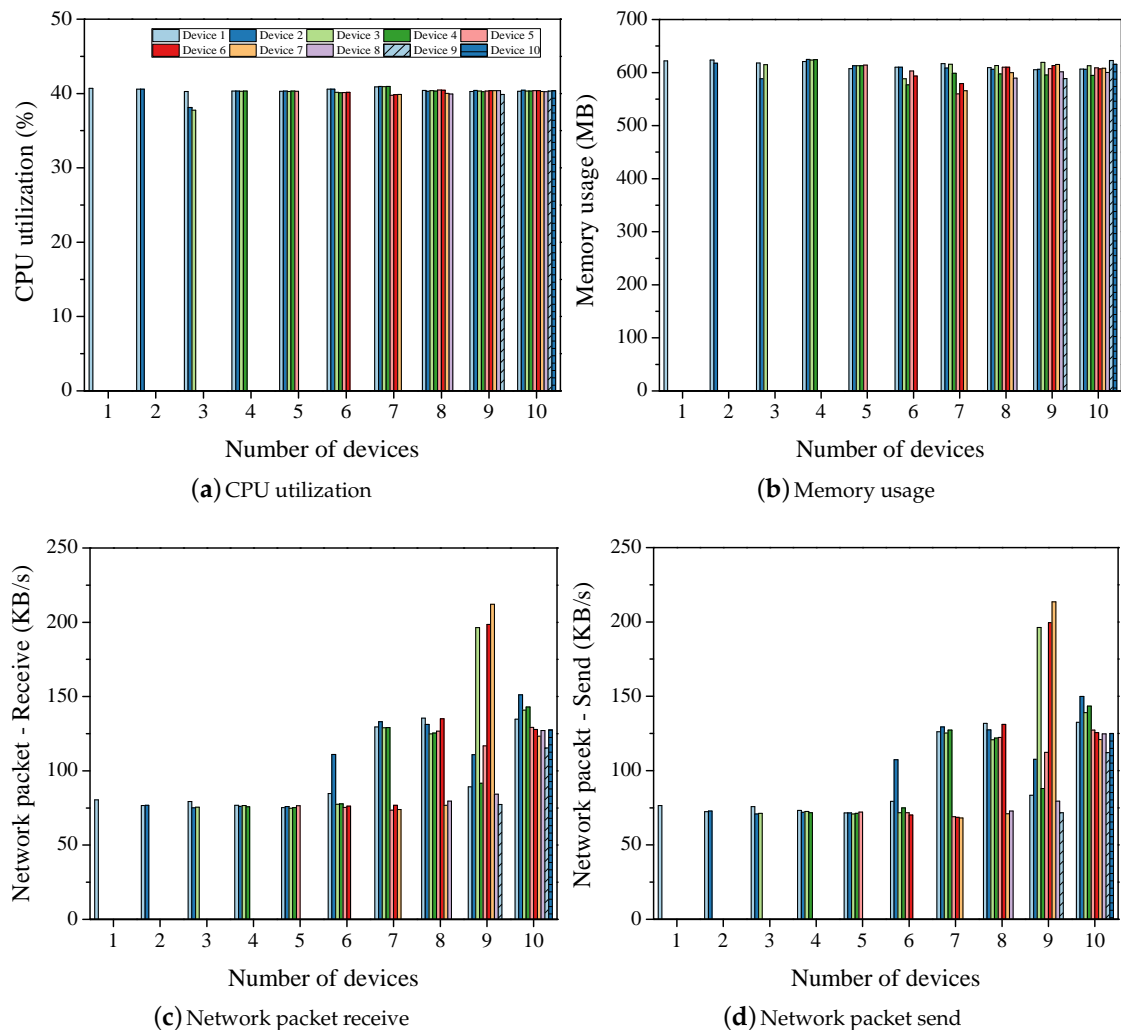 50
40
30
20
10
0
CPU utilization (%)
Device 1 Device 2 Device 3 Device 4 Device 5
Device 6 Device 7 Device 8 Device 9 Device 10
1 2 3 4 5 6 7 8 9 10
Number of devices
(a) CPU utilization
700
600
500
400
300
200
100
0
Memory usage (MB)
1 2 3 4 5 6 7 8 9 10
Number of devices
(b) Memory usage
250
200
150
100
50
0
Network packet - Receive (KB/s)
1 2 3 4 5 6 7 8 9 10
Number of devices
(c) Network packet receive
250
200
150
100
50
0
Network pacekt - Send (KB/s)
1 2 3 4 5 6 7 8 9 10
Number of devices
(d) Network packet send